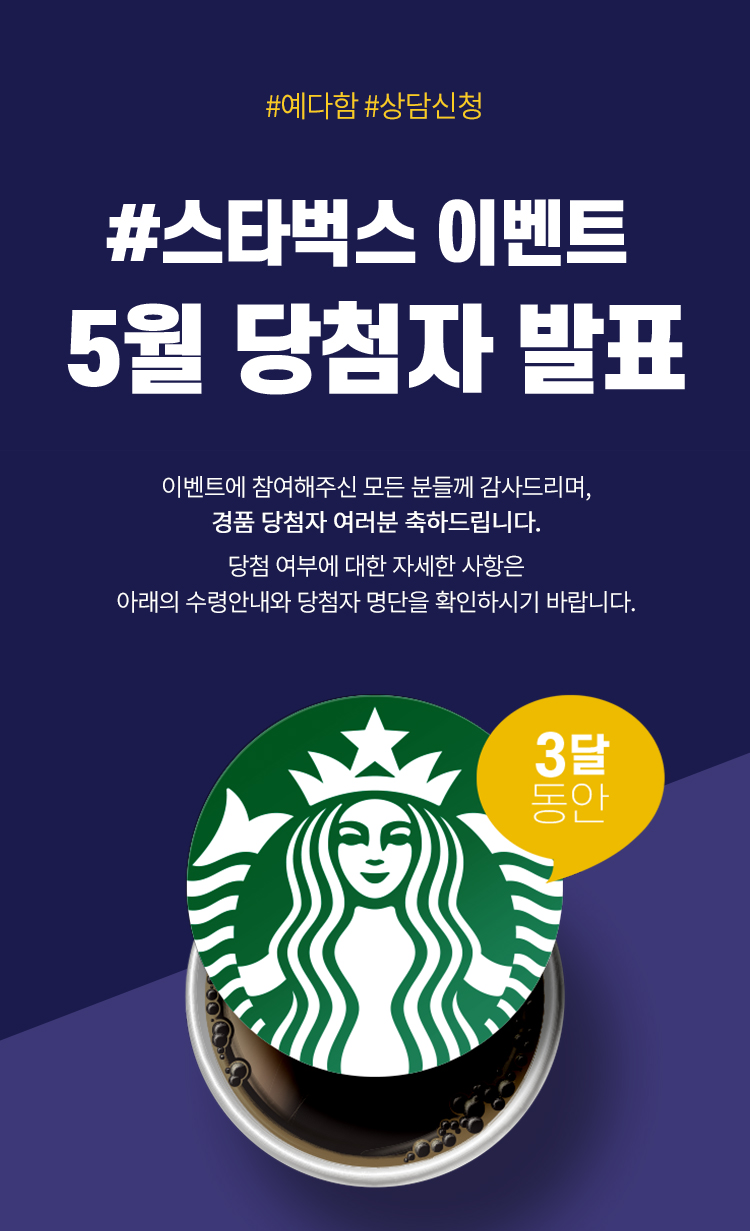 #예다함 #상담신청
#스타벅스 이벤트
5월 당첨자 발표
이벤트에 참여해주신 모든 분들께 감사드리며,
경품 당첨자 여러분 축하드립니다.
당첨 여부에 대한 자세한 사항은
아래의 수령안내와 당첨자 명단을 확인하시기 바랍니다.
3달
동안